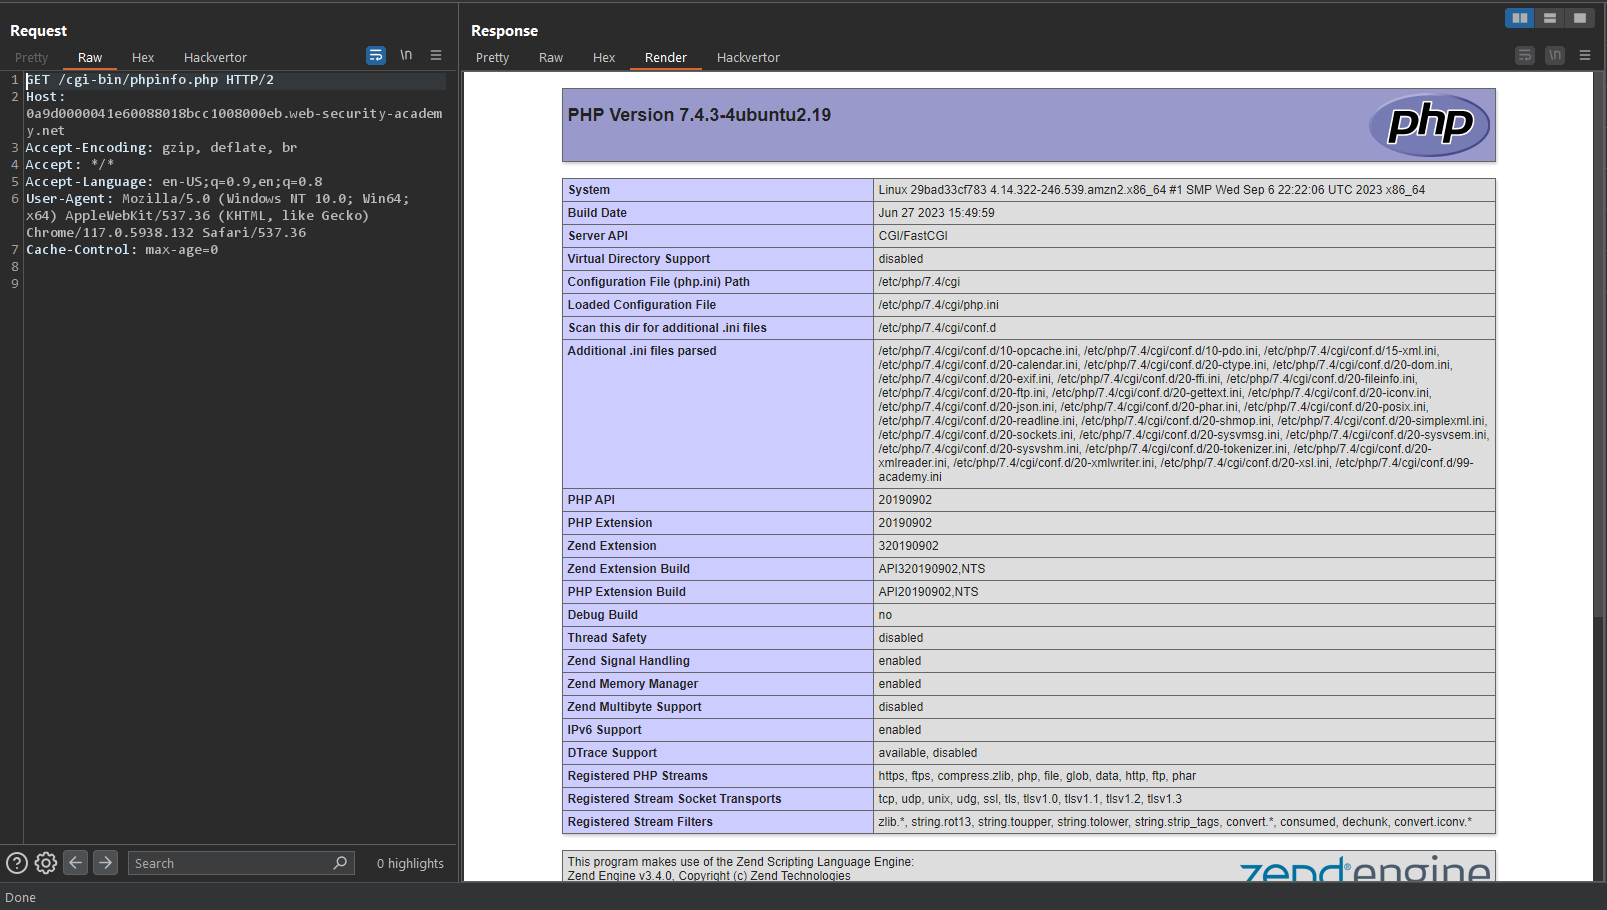 Request
Pretty Raw Hex Hackvertor \n
1 GET /cgi-bin/phpinfo.php HTTP/2
2 Host:
0a9d0000041e60088018bcc1008000eb.web-security-academ
y.net
3 Accept-Encoding: gzip, deflate, br
4 Accept: */*
5 Accept-Language: en-US;q=0.9,en;q=0.8
6 User-Agent: Mozilla/5.0 (Windows NT 10.0; Win64;
x64) AppleWebKit/537.36 (KHTML, like Gecko)
Chrome/117.0.5938.132 Safari/537.36
7 Cache-Control: max-age=0
8
9
Search
0 highlights
Response
Pretty Raw Hex Render Hackvertor \n
PHP Version 7.4.3-4ubuntu2.19
php
System Linux 29bad33cf783 4.14.322-246.539.amzn2.x86_64 #1 SMP Wed Sep 6 22:22:06 UTC 2023 x86_64
Build Date Jun 27 2023 15:49:59
Server API CGI/FastCGI
Virtual Directory Support disabled
Configuration File (php.ini) Path /etc/php/7.4/cgi
Loaded Configuration File /etc/php/7.4/cgi/php.ini
Scan this dir for additional .ini files /etc/php/7.4/cgi/conf.d
Additional .ini files parsed /etc/php/7.4/cgi/conf.d/10-opcache.ini, /etc/php/7.4/cgi/conf.d/10-pdo.ini, /etc/php/7.4/cgi/conf.d/15-xml.ini,
/etc/php/7.4/cgi/conf.d/20-calendar.ini, /etc/php/7.4/cgi/conf.d/20-ctype.ini, /etc/php/7.4/cgi/conf.d/20-dom.ini,
/etc/php/7.4/cgi/conf.d/20-exif.ini, /etc/php/7.4/cgi/conf.d/20-ffi.ini, /etc/php/7.4/cgi/conf.d/20-fileinfo.ini,
/etc/php/7.4/cgi/conf.d/20-ftp.ini, /etc/php/7.4/cgi/conf.d/20-gettext.ini, /etc/php/7.4/cgi/conf.d/20-iconv.ini,
/etc/php/7.4/cgi/conf.d/20-json.ini, /etc/php/7.4/cgi/conf.d/20-phar.ini, /etc/php/7.4/cgi/conf.d/20-posix.ini,
/etc/php/7.4/cgi/conf.d/20-readline.ini, /etc/php/7.4/cgi/conf.d/20-shmop.ini, /etc/php/7.4/cgi/conf.d/20-simplexml.ini,
/etc/php/7.4/cgi/conf.d/20-sockets.ini, /etc/php/7.4/cgi/conf.d/20-sysvmsg.ini, /etc/php/7.4/cgi/conf.d/20-sysvsem.ini,
/etc/php/7.4/cgi/conf.d/20-sysvshm.ini, /etc/php/7.4/cgi/conf.d/20-tokenizer.ini, /etc/php/7.4/cgi/conf.d/20-
xmlreader.ini, /etc/php/7.4/cgi/conf.d/20-xmlwriter.ini, /etc/php/7.4/cgi/conf.d/20-xsl.ini, /etc/php/7.4/cgi/conf.d/99-
academy.ini
PHP API 20190902
PHP Extension 20190902
Zend Extension 320190902
Zend Extension Build API320190902,NTS
PHP Extension Build API20190902,NTS
Debug Build no
Thread Safety disabled
Zend Signal Handling enabled
Zend Memory Manager enabled
Zend Multibyte Support disabled
IPv6 Support enabled
DTrace Support available, disabled
Registered PHP Streams https, ftps, compress.zlib, php, file, glob, data, http, ftp, phar
Registered Stream Socket Transports tcp, udp, unix, udg, ssl, tls, tlsv1.0, tlsv1.1, tlsv1.2, tlsv1.3
Registered Stream Filters zlib.*, string.rot13, string.toupper, string.tolower, string.strip_tags, convert.*, consumed, dechunk, convert.iconv.*
This program makes use of the Zend Scripting Language Engine:
Zend Engine v3.4.0, Copyright (c) Zend Technologies
zend® engine
Done